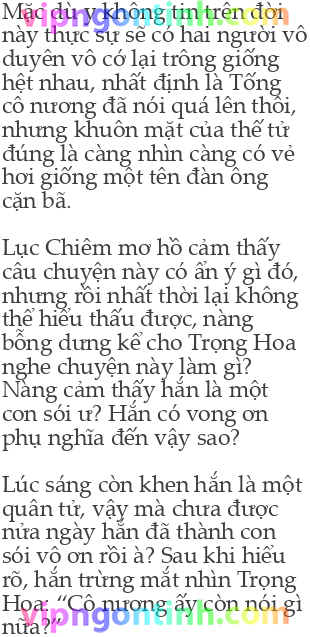 Mặc dù y không tin trên đời
này thực sự sẽ có hai người vô
duyên vô cớ lại trông giống
hệt nhau, nhất định là Tống
cô nương đã nói quá lên thôi,
nhưng khuôn mặt của thế tử
đúng là càng nhìn càng có vẻ
hơi giống một tên đàn ông
cặn bã.
Lục Chiêm mơ hồ cảm thấy
câu chuyện này có ẩn ý gì đó,
nhưng rồi nhất thời lại không
thể hiểu thấu được, nàng
bỗng dưng kể cho Trọng Hoa
nghe chuyện này làm gì?
Nàng cảm thấy hắn là một
con sói ư? Hắn có vong ơn
phụ nghĩa đến vậy sao?
Lúc sáng còn khen hắn là một
quân tử, vậy mà chưa được
nửa ngày hắn đã thành con
sói vô ơn rồi à? Sau khi hiểu
rõ, hắn trừng mắt nhìn Trọng
Hoa: “Cô nương ấy còn nói gì
nữa?”
vipngontinh.com
vipngontinh.com